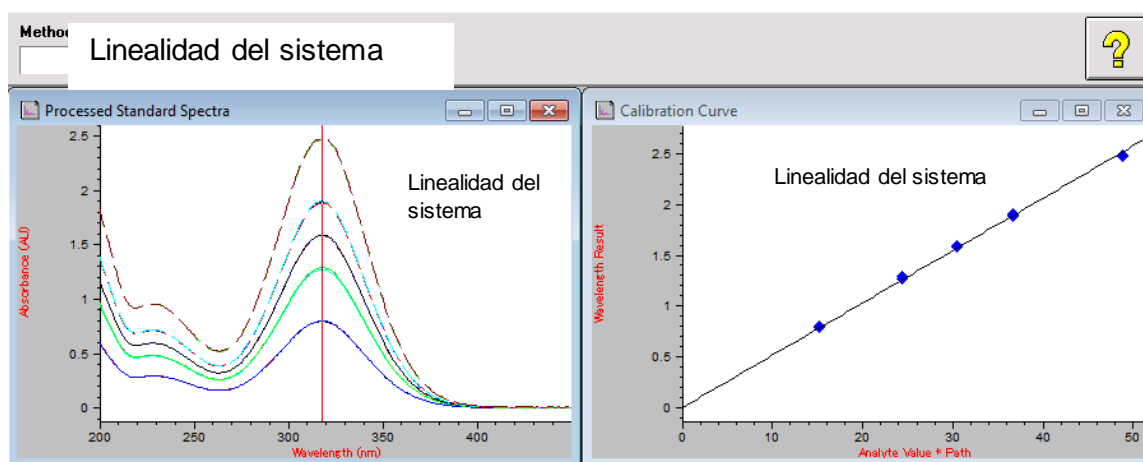 Metho
Linealidad del sistema
Processed Standard Spectra
2.5
2
1.5
1
0.5
0
200
250
300
350
400
Absorbance (AU)
Wavelength (nm)
Linealidad del
sistema
Calibration Curve
2.5
2
1.5
1
0.5
0
0
10
20
30
40
50
Wavelength Result
Analyte Value * Path
Linealidad del sistema